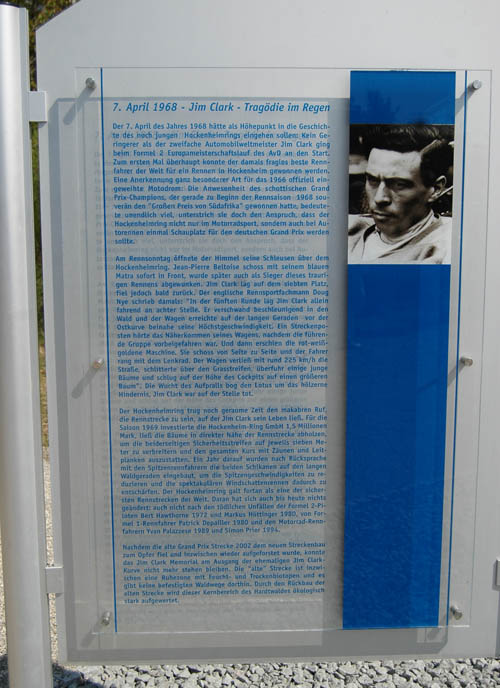 7. April 1968 - Jim Clark - Tragödie im Regen
Der 7. April des Jahres 1968 hätte als Höhepunkt in die Geschich-
te des noch jungen Hockenheimrings eingehen sollen: Kein Ge-
ringerer als der zweifache Automobilweltmeister Jim Clark ging
beim Formel 2 Europameisterschaftslauf des AvD an den Start.
Zum ersten Mal überhaupt konnte der damals fraglos beste Renn-
fahrer der Welt für ein Rennen in Hockenheim gewonnen werden.
Eine Anerkennung ganz besonderer Art für das 1966 offiziell ein-
geweihte Motodrom: Die Anwesenheit des schottischen Grand
Prix-Champions, der gerade zu Beginn der Rennsaison 1968 souve-
rän den "Großen Preis von Südafrika" gewonnen hatte, bedeute-
te unendlich viel, unterstrich sie doch den Anspruch, dass der
Hockenheimring nicht nur im Motorradsport, sondern auch bei Au-
torennen einmal Schauplatz für den deutschen Grand Prix werden
sollte.
Am Rennsonntag öffnete der Himmel seine Schleusen über dem
Hockenheimring. Jean-Pierre Beltoise schoss mit seinem blauen
Matra sofort in Front, wurde später auch als Sieger dieses trauri-
gen Rennens abgewunken. Jim Clark lag auf dem siebten Platz,
fiel jedoch bald zurück. Der englische Rennsportfachmann Doug
Nye schrieb damals: "In der fünften Runde lag Jim Clark allein
fahrend an achter Stelle. Er verschwand beschleunigend in den
Wald und der Wagen erreichte auf der langen Geraden vor der
Ostkurve beinahe seine Höchstgeschwindigkeit. Ein Streckenpos-
ten hörte das Näherkommen seines Wagens, nachdem die führen-
de Gruppe vorbeigefahren war. Und dann erschien die rot-weiß-
goldene Maschine. Sie schoss von Seite zu Seite und der Fahrer
rang mit dem Lenkrad. Der Wagen verließ mit rund 225 km/h die
Straße, schlitterte über den Grasstreifen, überfuhr einige junge
Bäume und schlug auf der Höhe des Cockpits auf einen größeren
Baum". Die Wucht des Aufpralls bog den Lotus um das hölzerne
Hindernis, Jim Clark war auf der Stelle tot.
Der Hockenheimring trug noch geraume Zeit den makabren Ruf,
die Rennstrecke zu sein, auf der Jim Clark sein Leben ließ. Für die
Saison 1969 investierte die Hockenheim-Ring GmbH 1,5 Millionen
Mark, ließ die Bäume in direkter Nähe der Rennstrecke abholzen,
um die beiderseitigen Sicherheitsstreifen auf jeweils sieben Me-
ter zu verbreitern und den gesamten Kurs mit Zäunen und Leit-
planken auszustatten. Ein Jahr darauf wurden nach Rücksprache
mit den Spitzenrennfahrern die beiden Schikanen auf den langen
Waldgeraden eingebaut, um die Spitzengeschwindigkeiten zu re-
duzieren und die spektakulären Windschattenrennen dadurch zu
entschärfen. Der Hockenheimring galt fortan als eine der sicher-
sten Rennstrecken der Welt. Daran hat sich auch bis heute nichts
geändert; auch nicht nach den tödlichen Unfällen der Formel 2-Pi-
loten Bert Hawthorne 1972 und Markus Höttinger 1980, von For-
mel 1-Rennfahrer Patrick Depailler 1980 und den Motorrad-Renn-
fahrern Yvan Palazzese 1989 und Simon Prior 1994.
Nachdem die alte Grand Prix Strecke 2002 dem neuen Streckenbau
zum Opfer fiel und inzwischen wieder aufgeforstet wurde, konnte
das Jim Clark Memorial am Ausgang der ehemaligen Jim Clark-
Kurve nicht mehr stehen bleiben. Die "alte" Strecke ist inzwi-
schen eine Ruhezone mit Feucht- und Trockenbiotopen und es
gibt keine befestigten Waldwege dorthin. Durch den Rückbau der
alten Strecke wird dieser Kernbereich des Hardtwaldes ökologisch
stark aufgewertet.